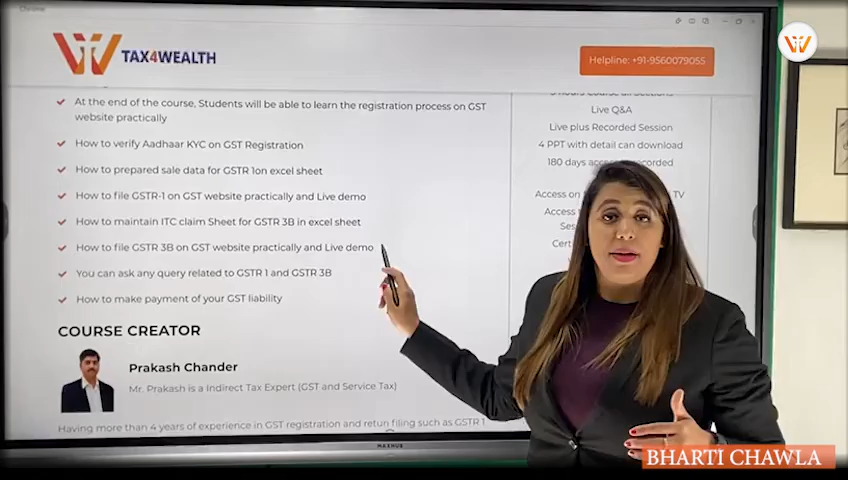 Chrome
TAX4WEALTH
Helpline: +91-9560079055
At the end of the course, Students will be able to learn the registration process on GST
website practically
How to verify Aadhaar KYC on GST Registration
How to prepared sale data for GSTR 1on excel sheet
How to file GSTR-1 on GST website practically and Live demo
How to maintain ITC claim Sheet for GSTR 3B in excel sheet
How to file GSTR 3B on GST website practically and Live demo
You can ask any query related to GSTR 1 and GSTR 3B
How to make payment of your GST liability
COURSE CREATOR
Prakash Chander
Mr. Prakash is a Indirect Tax Expert (GST and Service Tax)
Having more than 4 years of experience in GST registration and retun filing such as GSTR 1
Live Q&A
Live plus Recorded Session
4 PPT with detail can download
180 days recorded
Access on TV
Access
MAXHUB
BHARTI CHAWLA